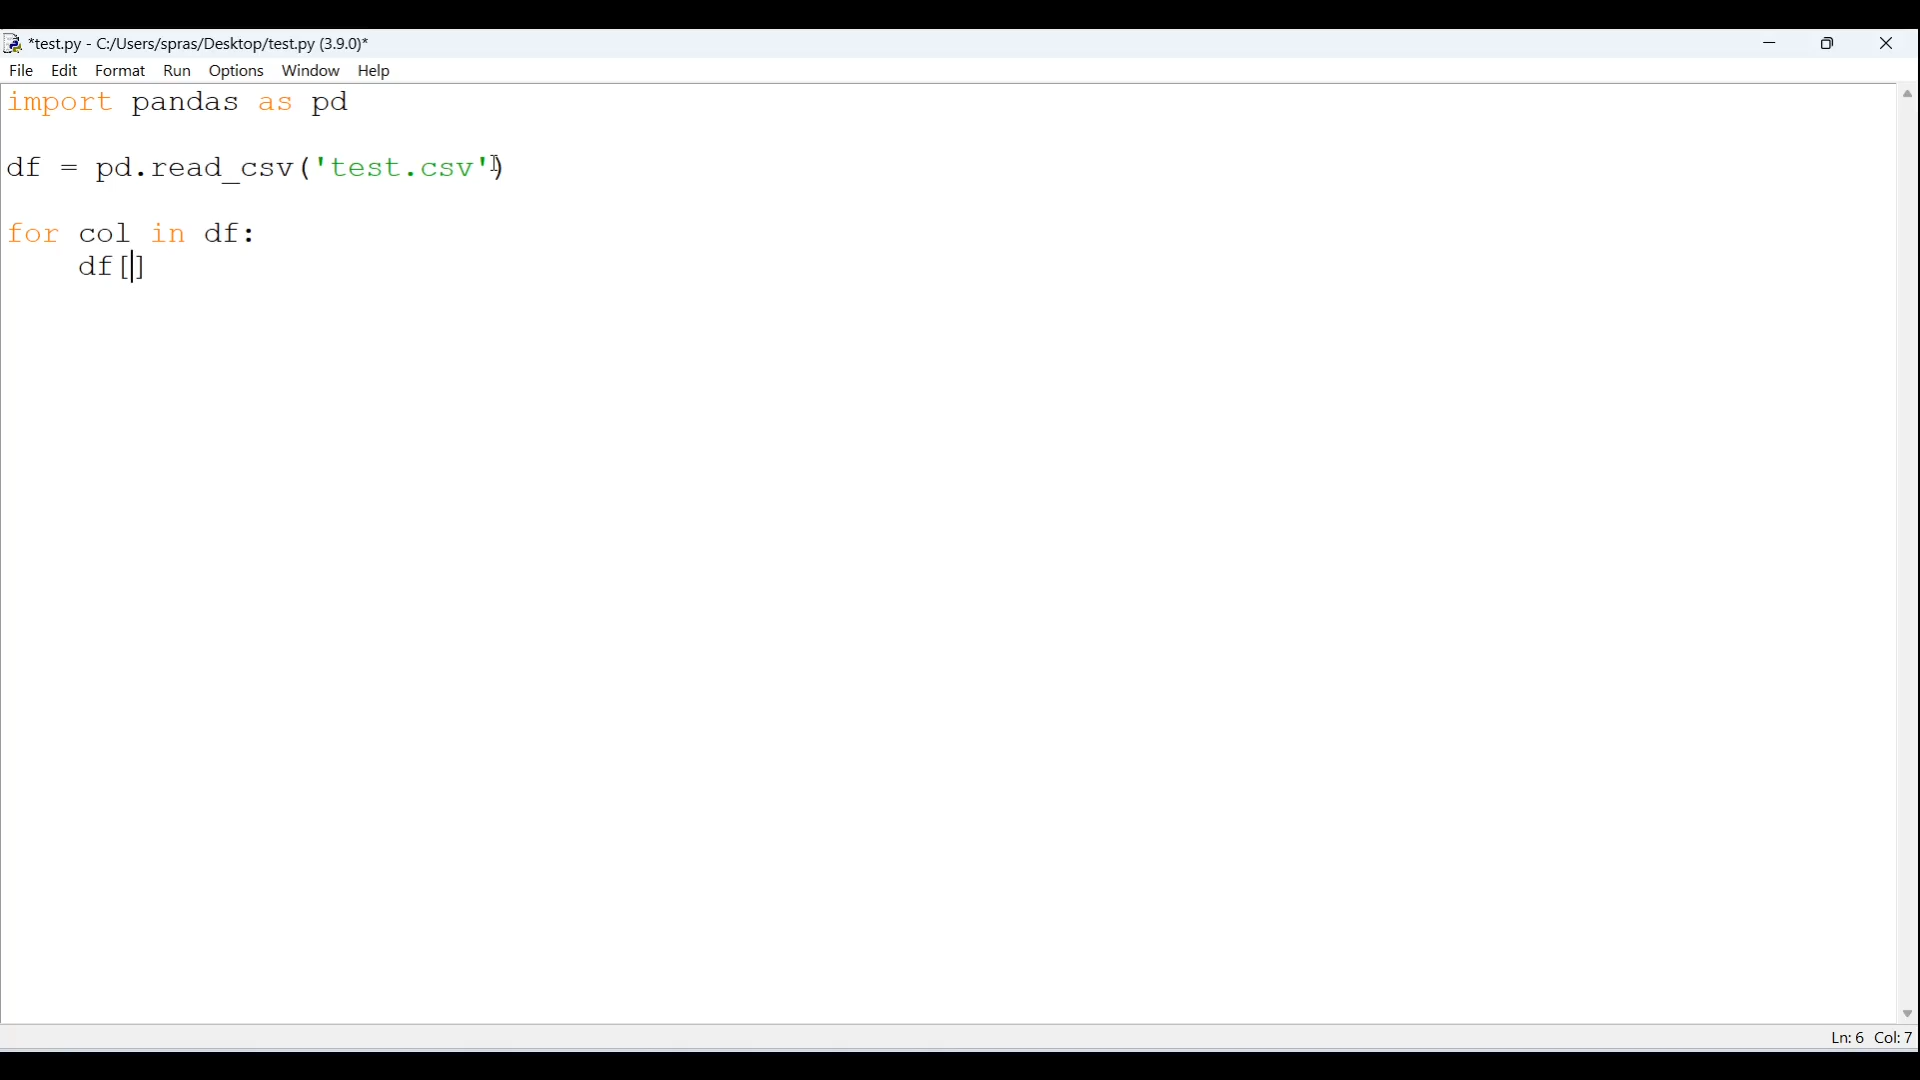 *test.py - C:/Users/spras/Desktop/test.py (3.9.0)*
File Edit Format Run Options Window Help
import pandas as pd
df = pd.read_csv('test.csv')
for col in df:
    df[]
Ln: 6 Col: 7